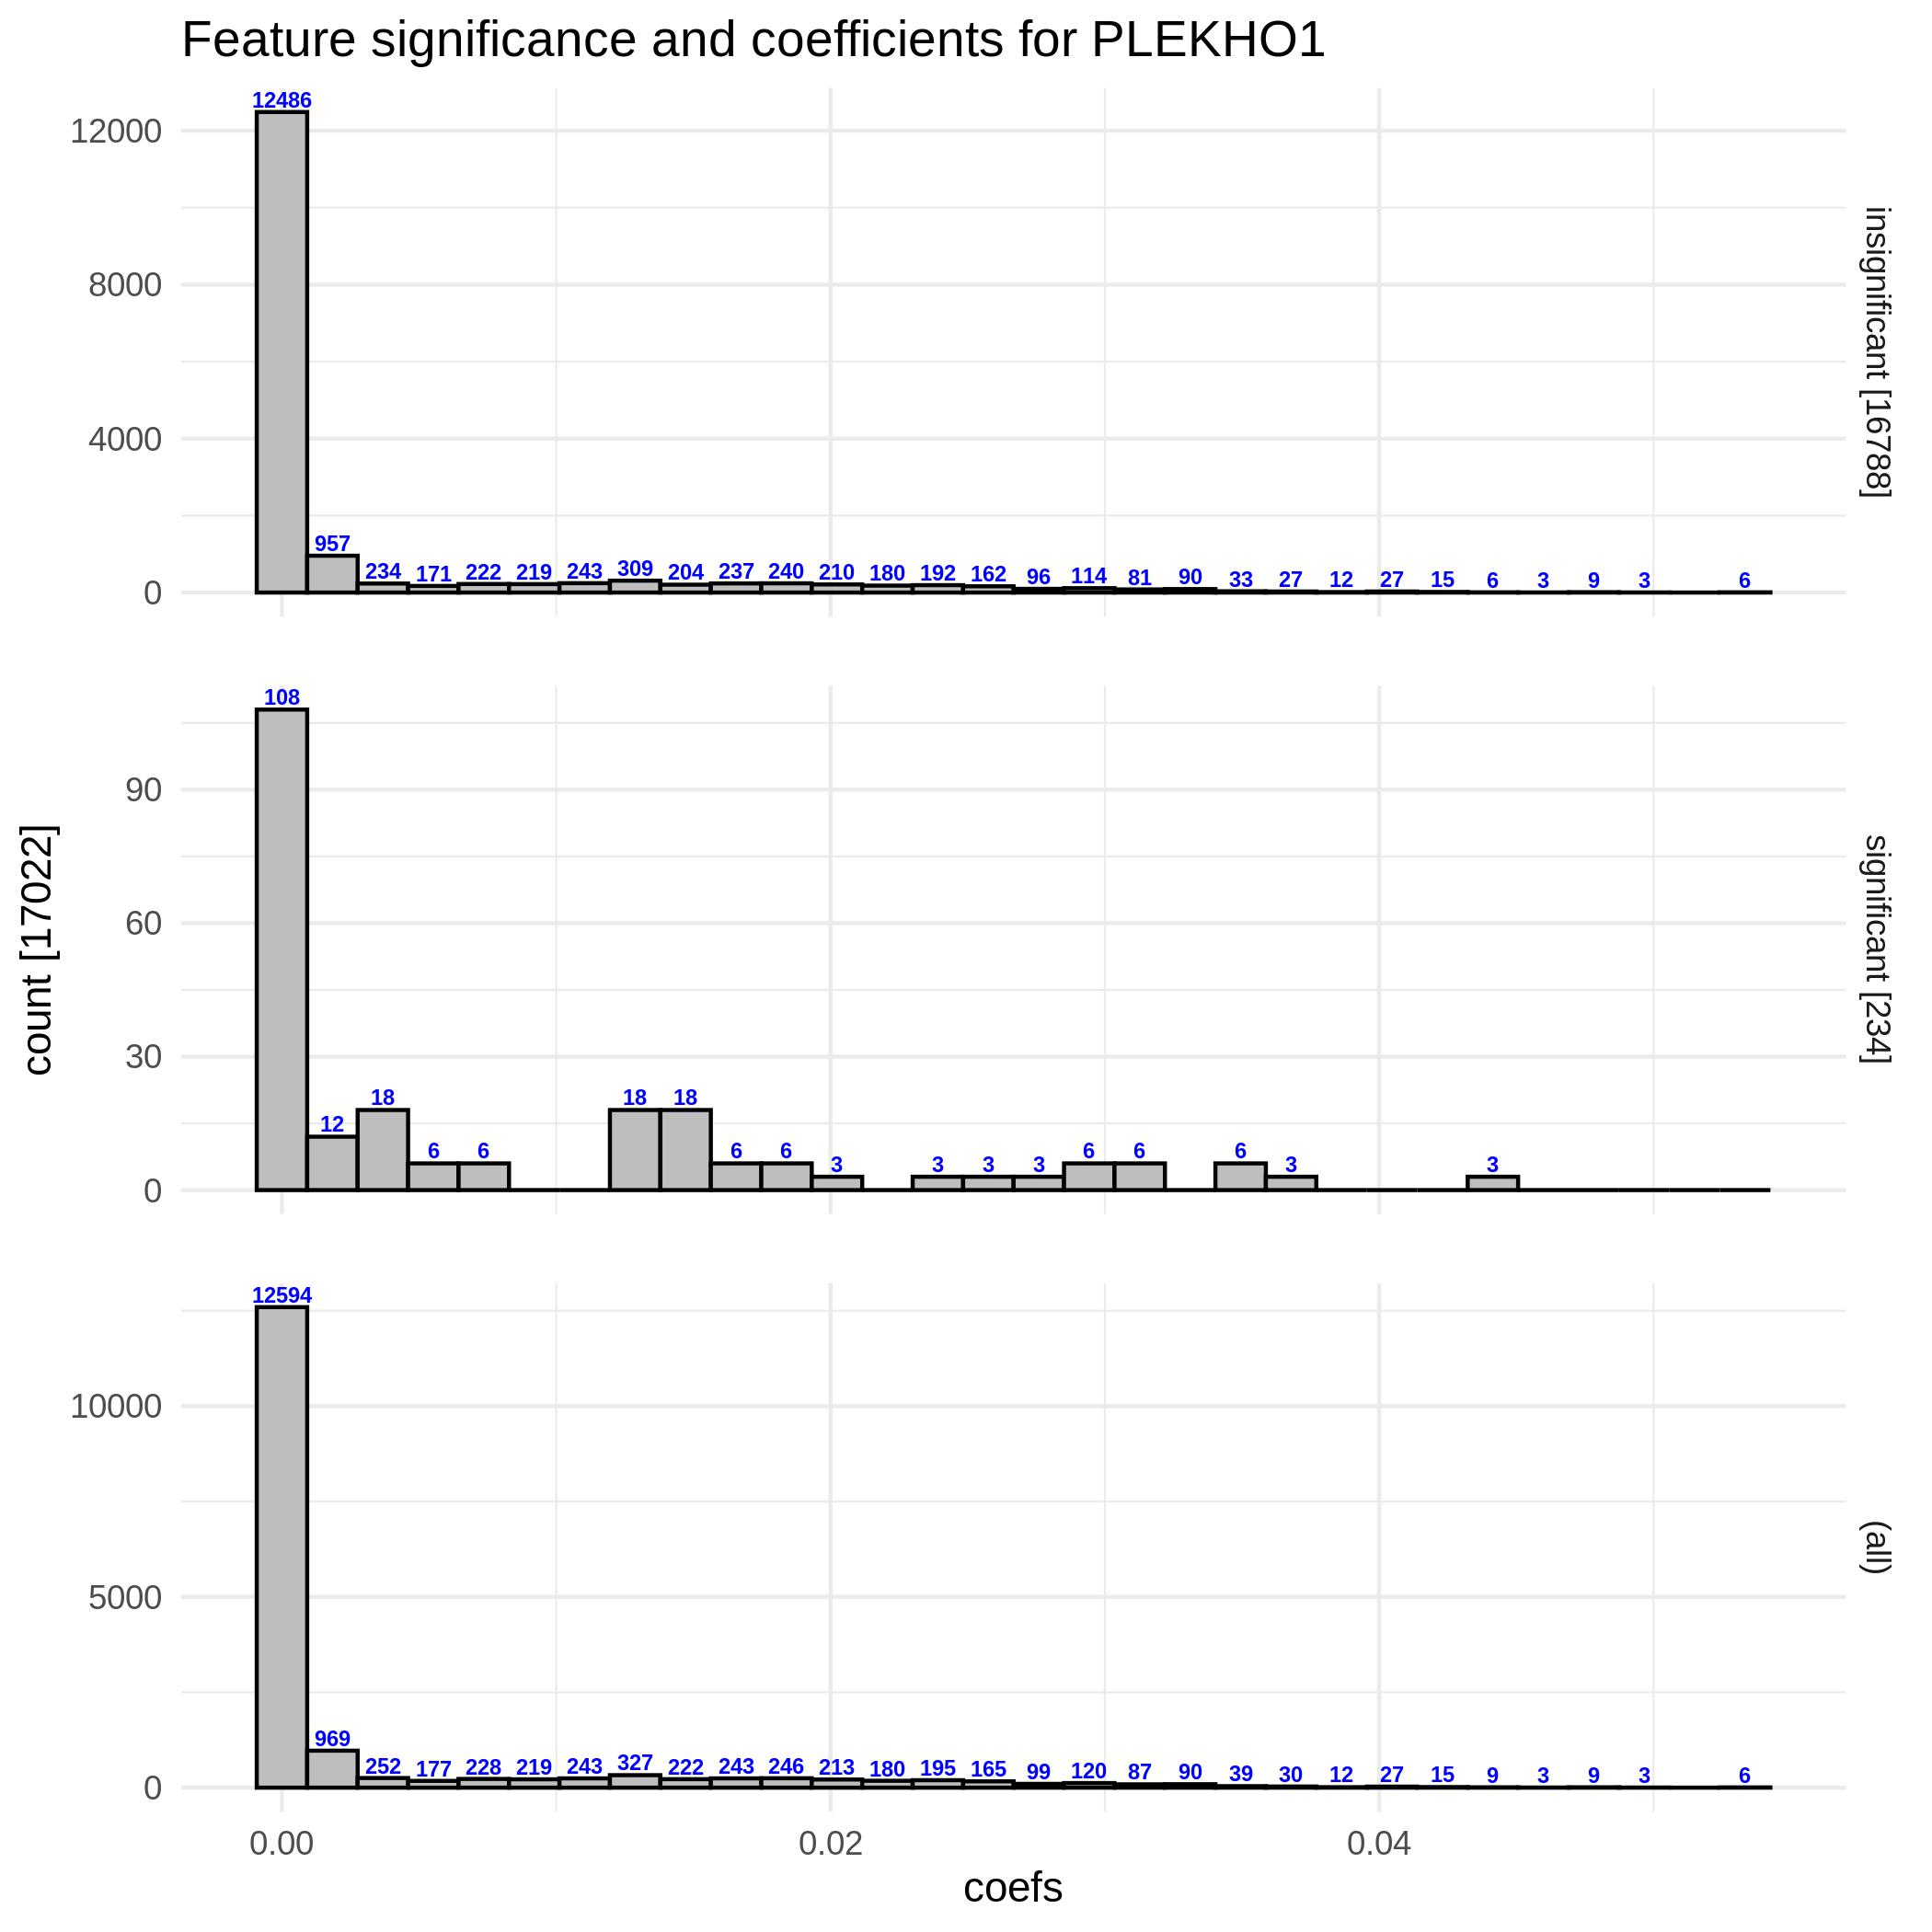 Feature significance and coefficients for PLEKHO1
12486
12000
8000
4000
957
234 171 222 219 243 309 204 237 240 210 180 192 162 96 114 81 90 33 27 12 27 15 6 3 9 3 6
0
insignificant [16788]
108
90
60
30
18 18 18
12
6 6 6 6 6 6 6
3 3 3 3 3 3
0
significant [234]
count [17022]
12594
10000
5000
969
252 177 228 219 243 327 222 243 246 213 180 195 165 99 120 87 90 39 30 12 27 15 9 3 9 3 6
0
(all)
0.00 0.02 0.04
coefs